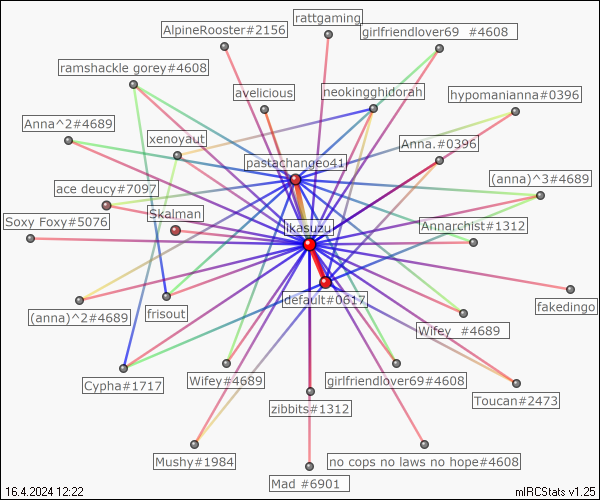 rattgaming
AlpineRooster#2156
girlfriendlover69 #4608
ramshackle gorey#4608
avelicious
neokingghidorah
hypomanianna#0396
Anna^2#4689
xenoyaut
Anna.#0396
pastachangeo41
(anna)^3#4689
ace deucy#7097
Skalman
Soxy Foxy#5076
ikasuzu
Annarchist#1312
default#0617
fakedingo
(anna)^2#4689
frisout
Wifey #4689
Cypha#1717
Wifey#4689
girlfriendlover69#4608
Toucan#2473
zibbits#1312
Mushy#1984
no cops no laws no hope#4608
Mad #6901
16.4.2024 12:22
mIRCStats v1.25